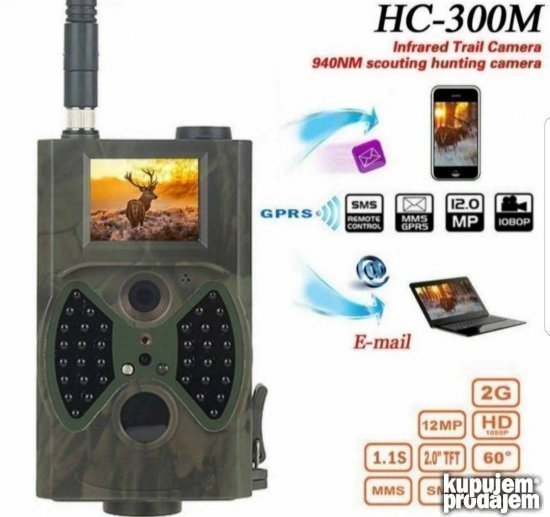 HC-300M
Infrared Trail Camera
940NM scouting hunting camera
GPRS
SMS
REMOTE
CONTROL
MMS
GPRS
12.0
MP
1080P
E-mail
2G
12MP
HD
1080P
1.1S
2.0" TFT
60°
MMS
kupujem
prodajem